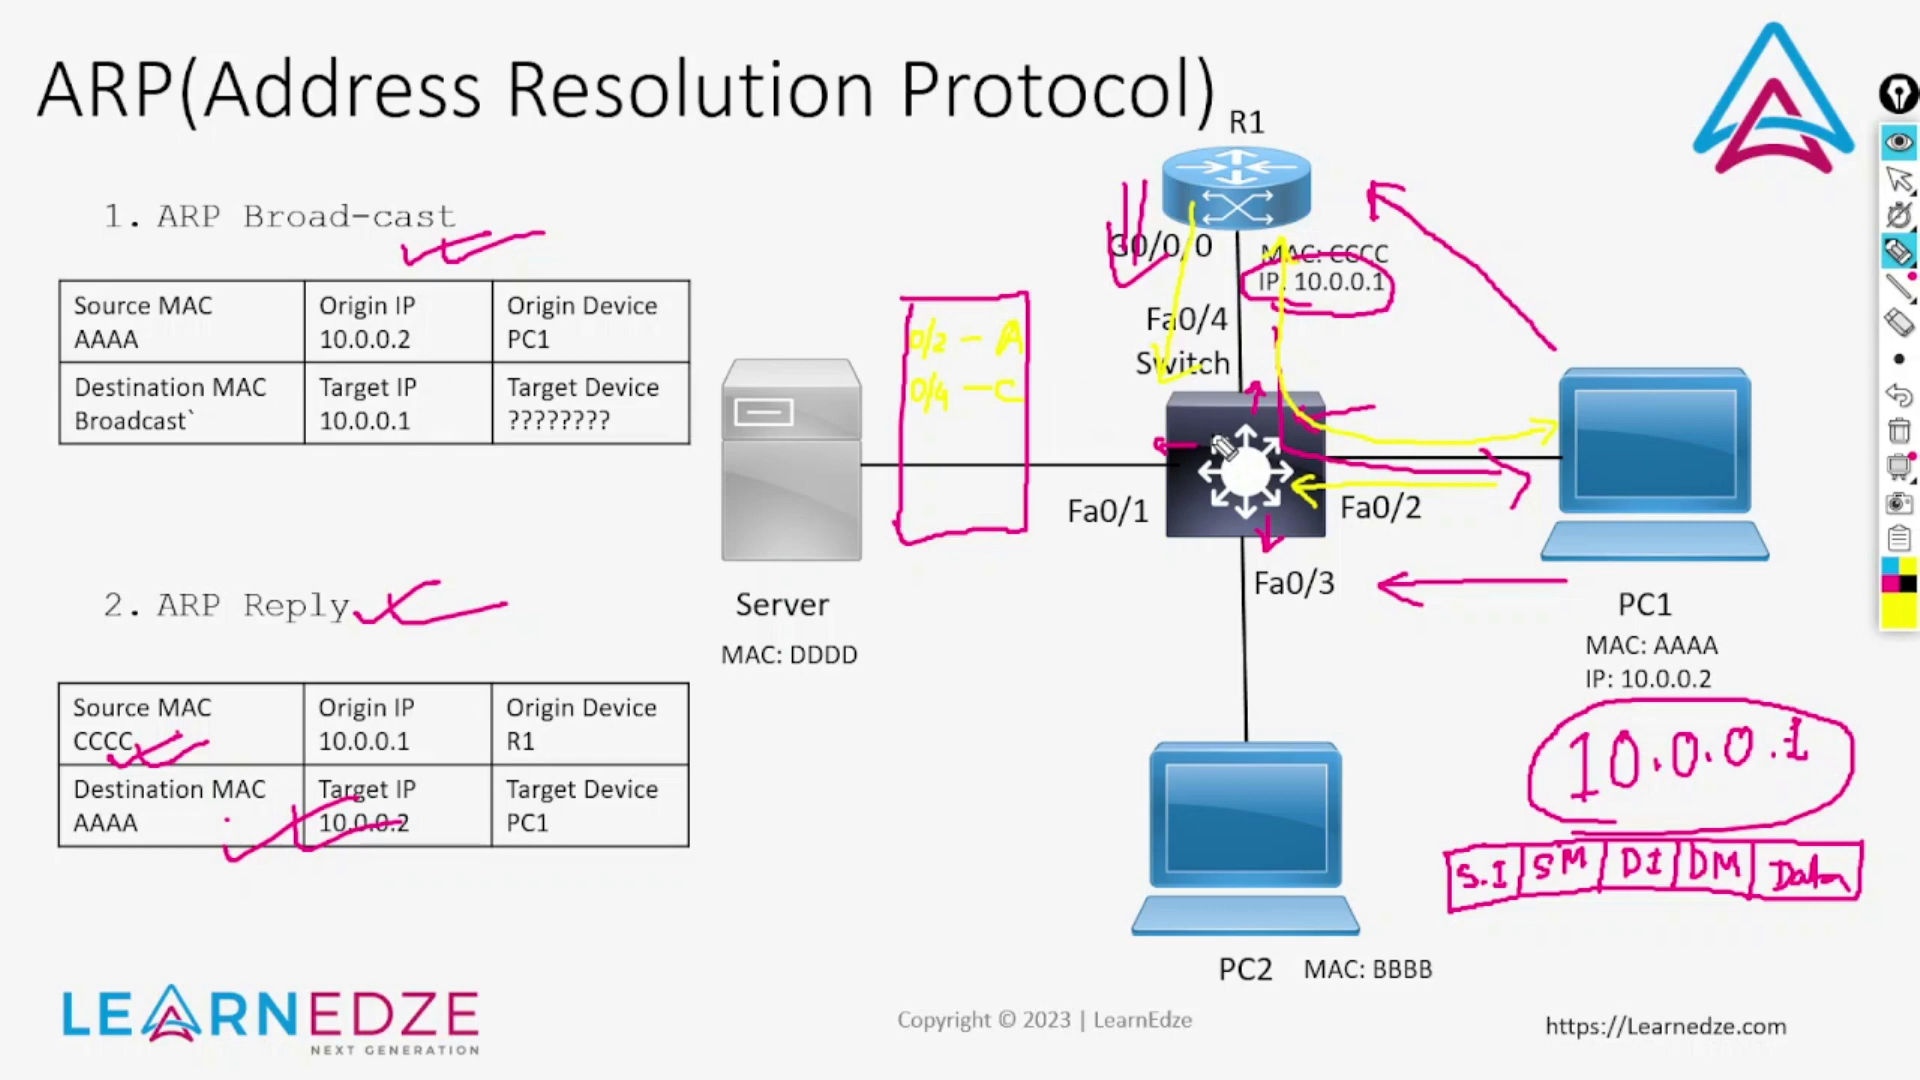 ARP(Address Resolution Protocol)
R1
1. ARP Broad-cast
G0/0/0
MAC: CCCC
IP: 10.0.0.1
Source MAC
AAAA
Origin IP
10.0.0.2
Origin Device
PC1
Destination MAC
Broadcast`
Target IP
10.0.0.1
Target Device
????????
0/2 - A
0/4 - C
Fa0/4
Switch
Fa0/1
Fa0/2
Fa0/3
Server
MAC: DDDD
PC1
MAC: AAAA
IP: 10.0.0.2
10.0.0.1
S.I SM DI DM Data
2. ARP Reply
Source MAC
CCCC
Origin IP
10.0.0.1
Origin Device
R1
Destination MAC
AAAA
Target IP
10.0.0.2
Target Device
PC1
PC2 MAC: BBBB
LEARNEDZE
NEXT GENERATION
Copyright © 2023 | LearnEdze
https://Learnedze.com